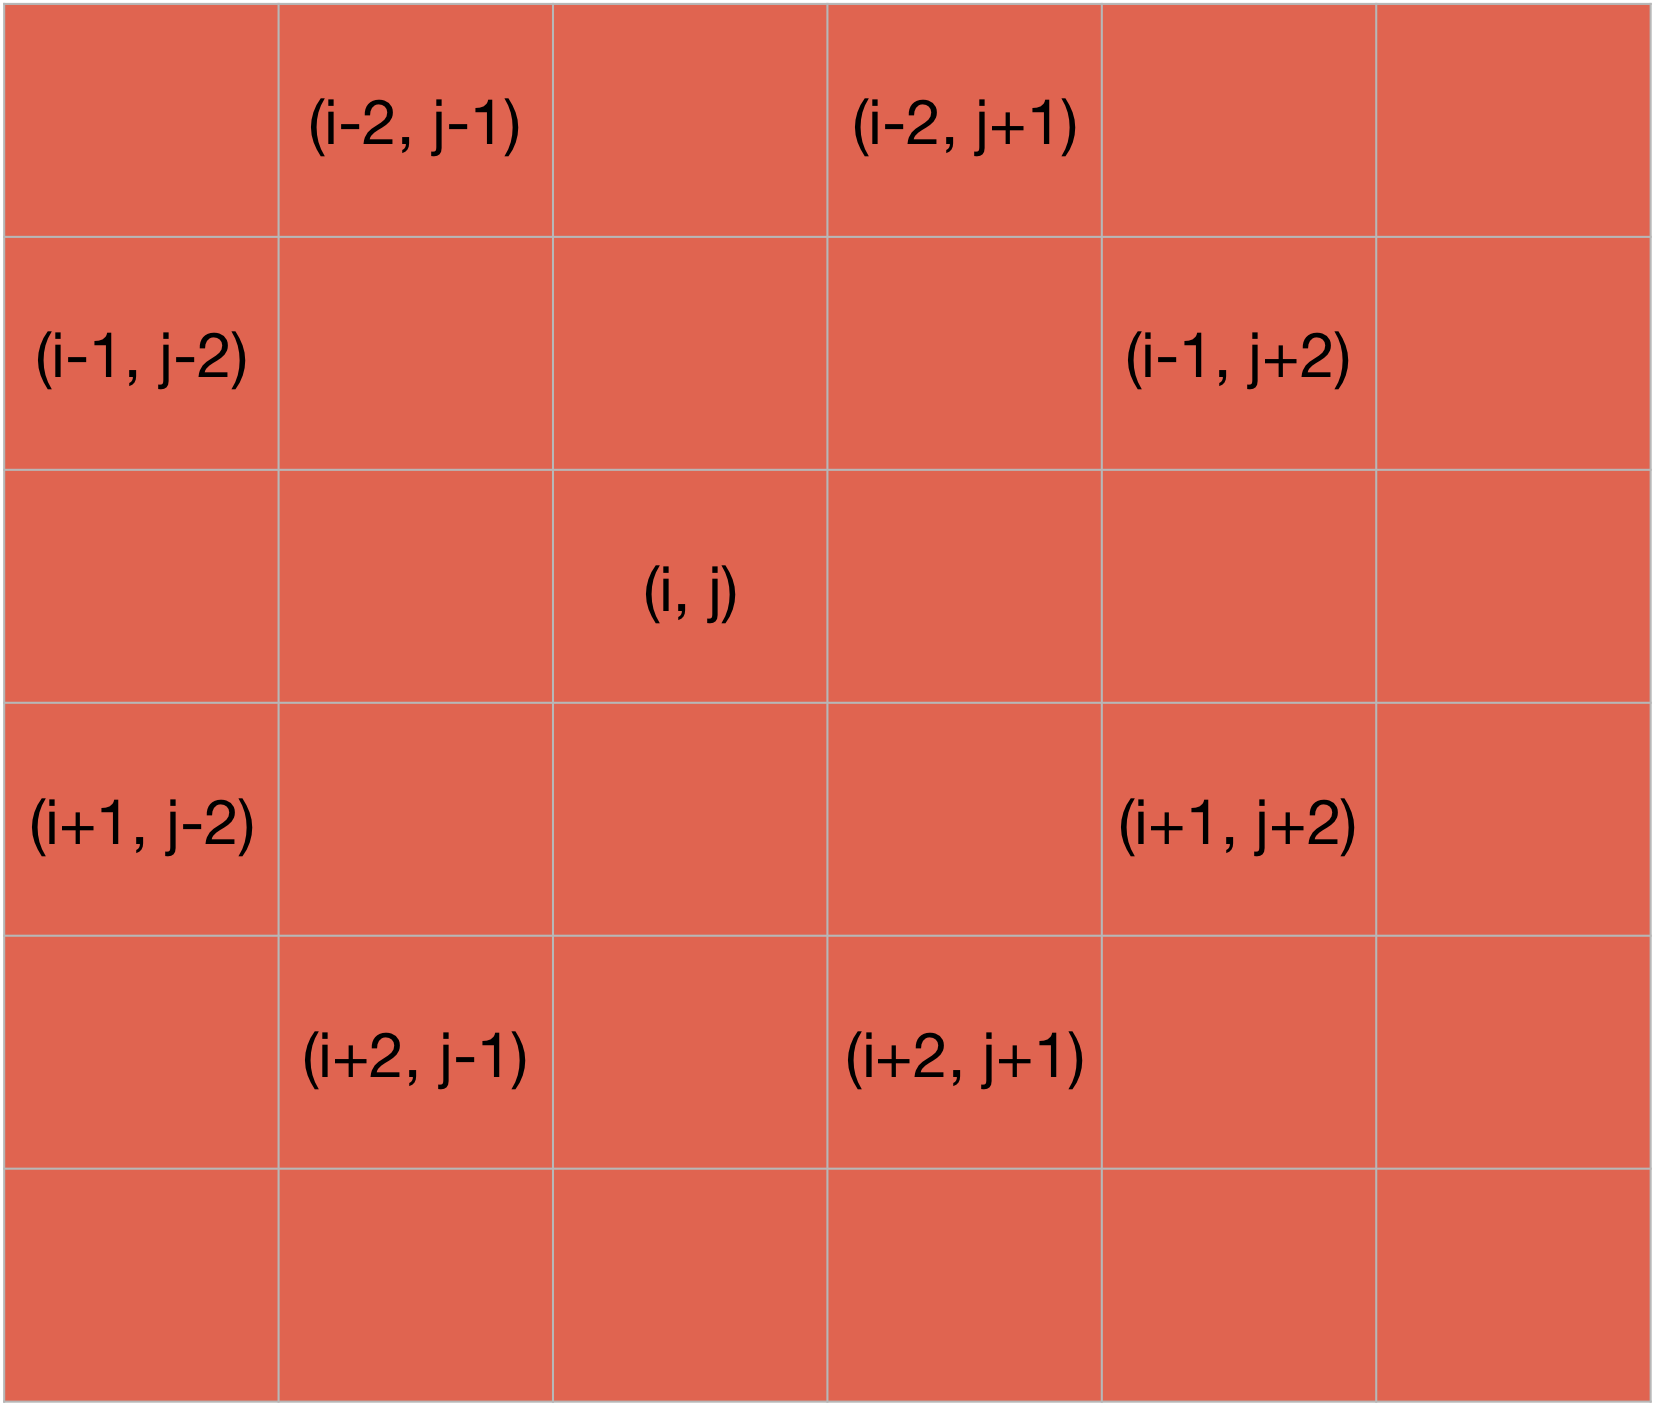 (i-2, j-1) (i-2, j+1)
(i-1, j-2) (i-1, j+2)
(i, j)
(i+1, j-2) (i+1, j+2)
(i+2, j-1) (i+2, j+1)